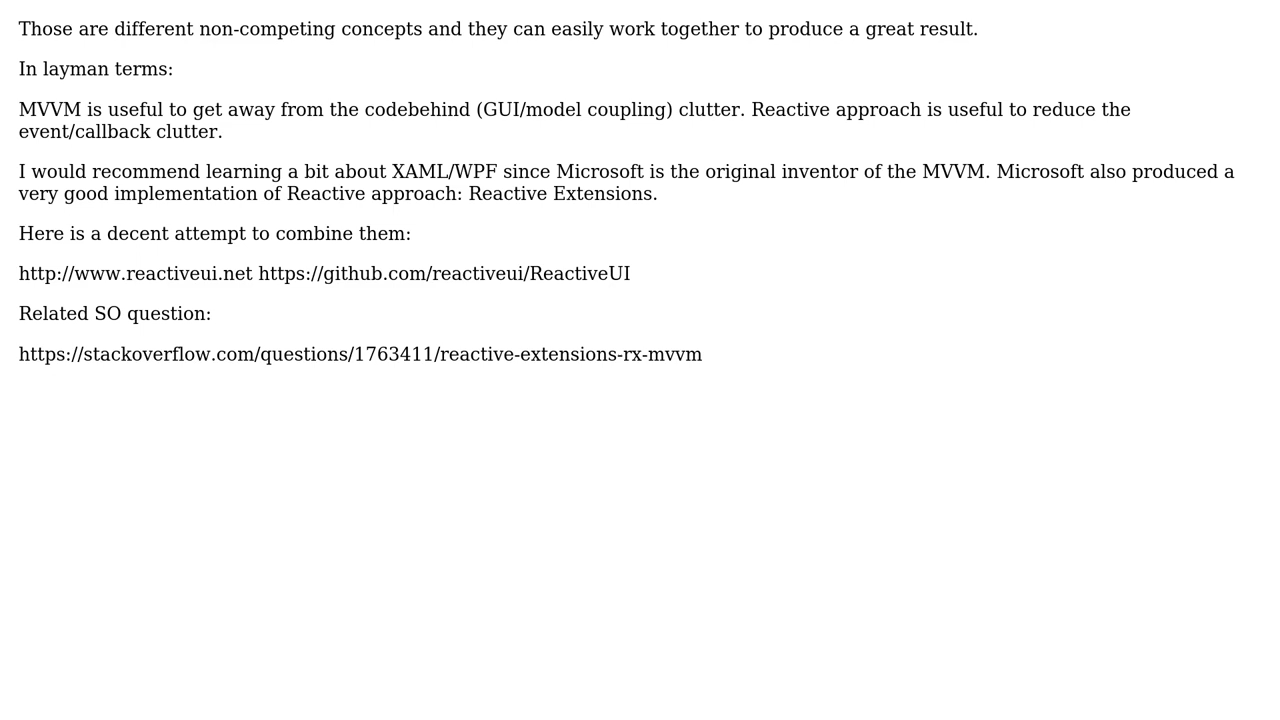 Those are different non-competing concepts and they can easily work together to produce a great result.
In layman terms:
MVVM is useful to get away from the codebehind (GUI/model coupling) clutter. Reactive approach is useful to reduce the
event/callback clutter.
I would recommend learning a bit about XAML/WPF since Microsoft is the original inventor of the MVVM. Microsoft also produced a
very good implementation of Reactive approach: Reactive Extensions.
Here is a decent attempt to combine them:
http://www.reactiveui.net https://github.com/reactiveui/ReactiveUI
Related SO question:
https://stackoverflow.com/questions/1763411/reactive-extensions-rx-mvvm